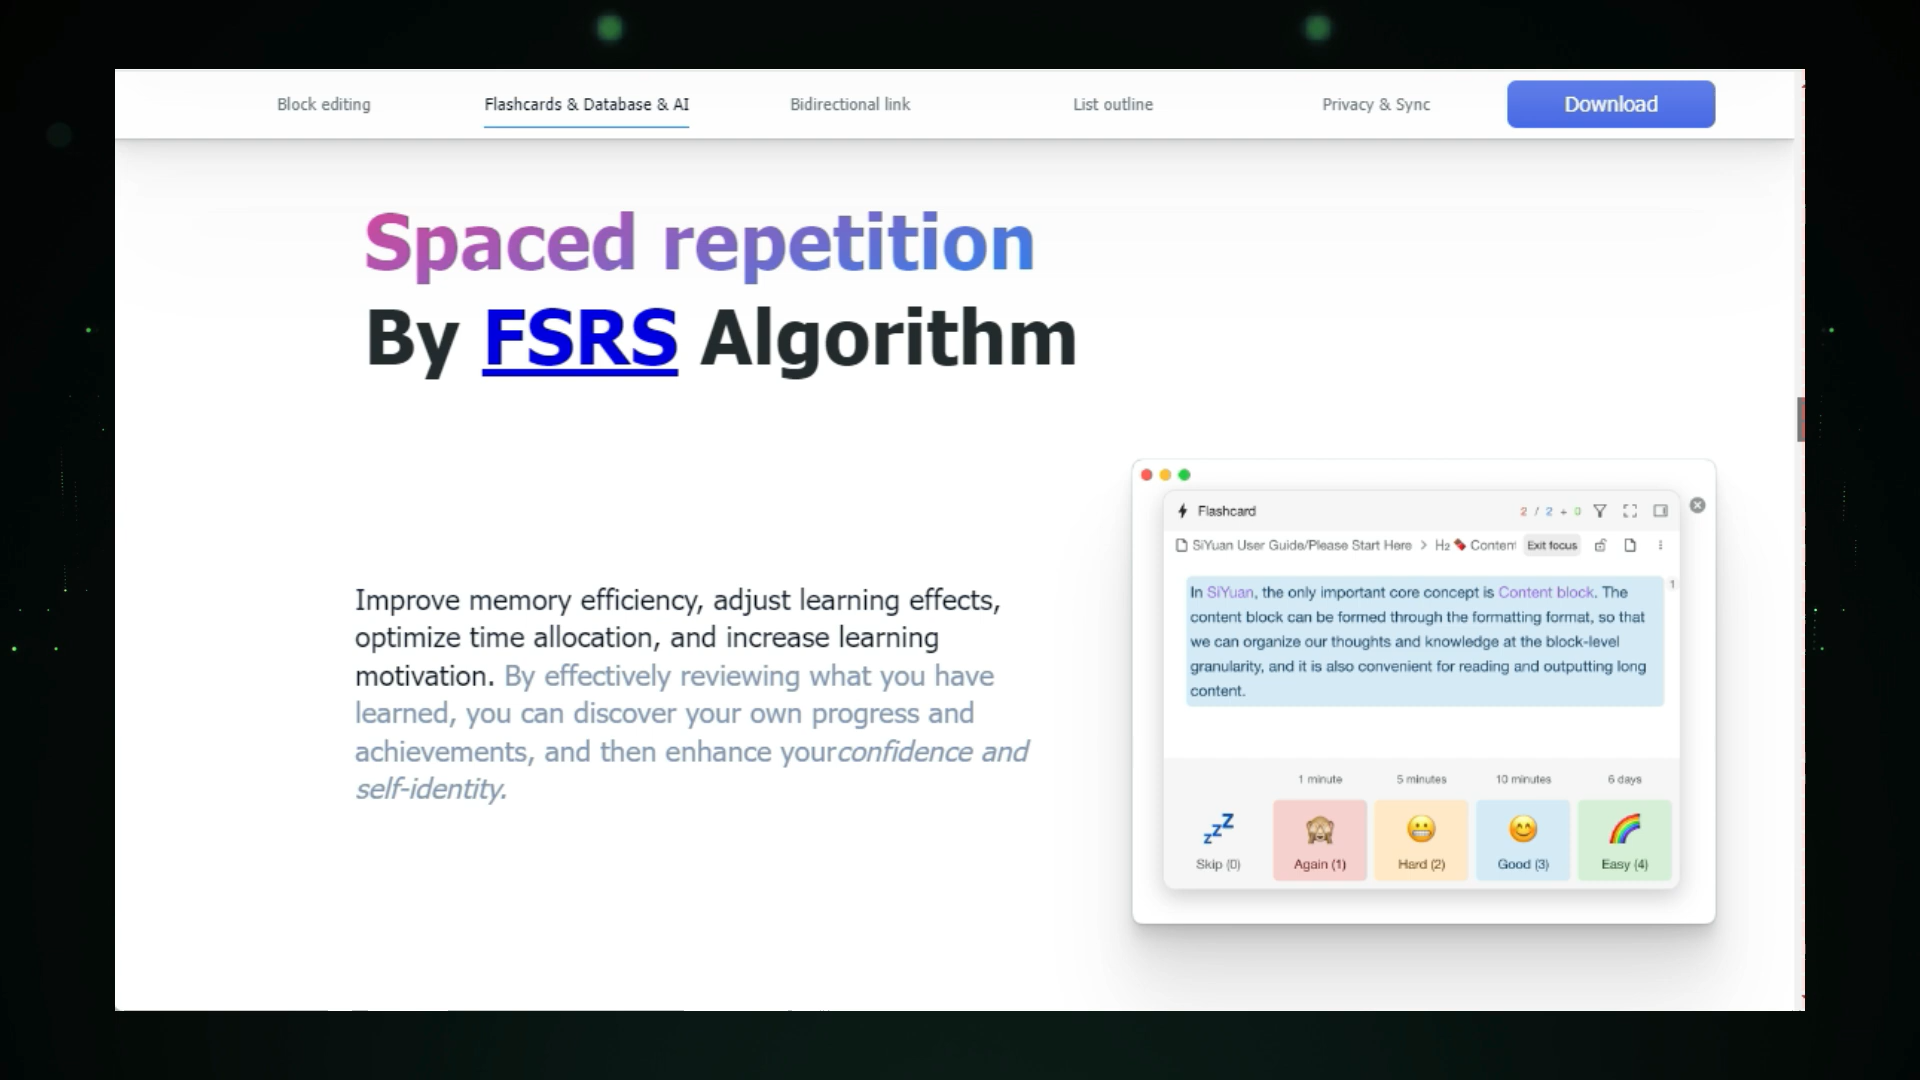 Block editing
Flashcards & Database & AI
Bidirectional link
List outline
Privacy & Sync
Download
Spaced repetition
By FSRS Algorithm
Improve memory efficiency, adjust learning effects,
optimize time allocation, and increase learning
motivation. By effectively reviewing what you have
learned, you can discover your own progress and
achievements, and then enhance yourconfidence and
self-identity.
Flashcard
2 / 2 + 0
SiYuan User Guide/Please Start Here > H2 Content
Exit focus
In SiYuan, the only important core concept is Content block. The
content block can be formed through the formatting format, so that
we can organize our thoughts and knowledge at the block-level
granularity, and it is also convenient for reading and outputting long
content.
1
1 minute
5 minutes
10 minutes
6 days
Skip (0)
Again (1)
Hard (2)
Good (3)
Easy (4)